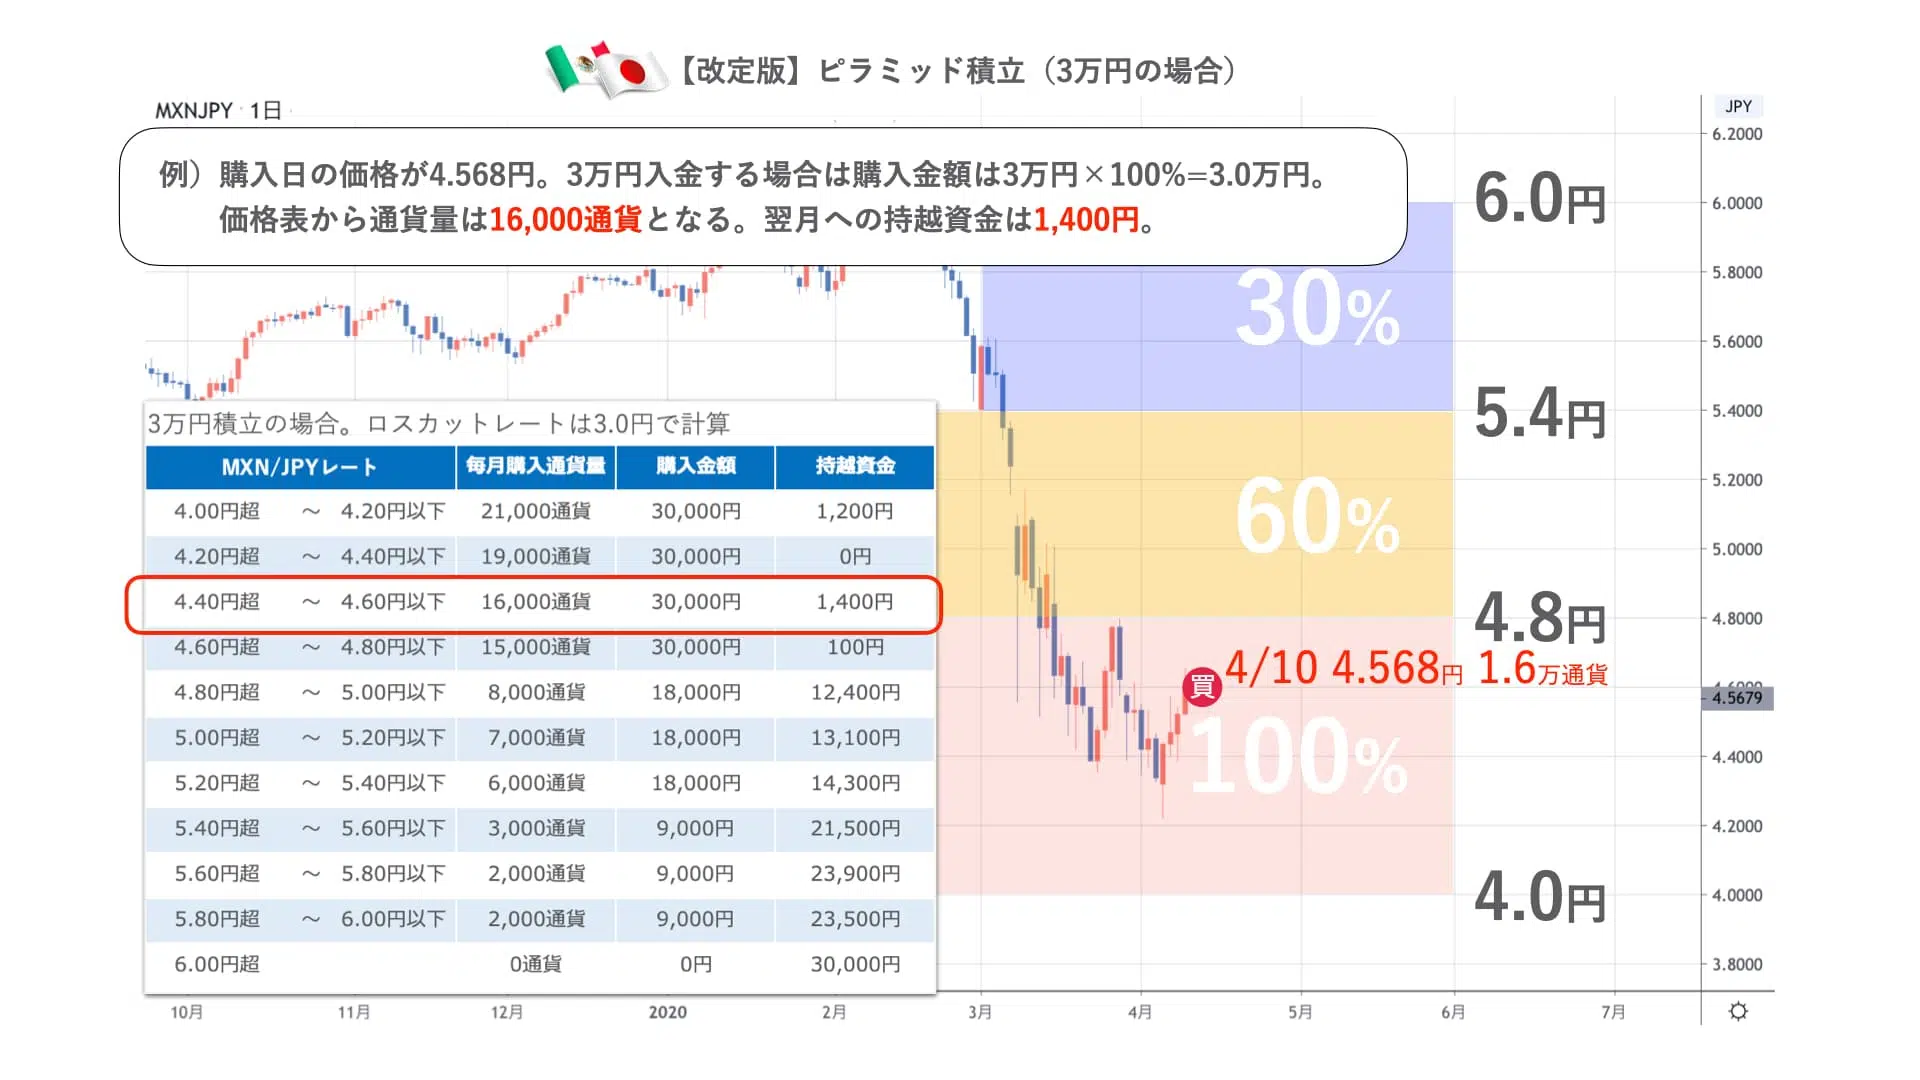 【改定版】ピラミッド積立（3万円の場合）
MXNJPY · 1日
JPY
例）購入日の価格が4.568円。3万円入金する場合は購入金額は3万円×100%=3.0万円。
価格表から通貨量は16,000通貨となる。翌月への持越資金は1,400円。
6.0円
30%
5.4円
60%
4.8円
4/10 4.568円 1.6万通貨
買
100%
4.0円
3万円積立の場合。ロスカットレートは3.0円で計算
MXN/JPYレート 毎月購入通貨量 購入金額 持越資金
4.00円超 ～ 4.20円以下 21,000通貨 30,000円 1,200円
4.20円超 ～ 4.40円以下 19,000通貨 30,000円 0円
4.40円超 ～ 4.60円以下 16,000通貨 30,000円 1,400円
4.60円超 ～ 4.80円以下 15,000通貨 30,000円 100円
4.80円超 ～ 5.00円以下 8,000通貨 18,000円 12,400円
5.00円超 ～ 5.20円以下 7,000通貨 18,000円 13,100円
5.20円超 ～ 5.40円以下 6,000通貨 18,000円 14,300円
5.40円超 ～ 5.60円以下 3,000通貨 9,000円 21,500円
5.60円超 ～ 5.80円以下 2,000通貨 9,000円 23,900円
5.80円超 ～ 6.00円以下 2,000通貨 9,000円 23,500円
6.00円超 0通貨 0円 30,000円
6.2000
6.0000
5.8000
5.6000
5.4000
5.2000
5.0000
4.8000
4.5679
4.4000
4.2000
4.0000
3.8000
10月 11月 12月 2020 2月 3月 4月 5月 6月 7月